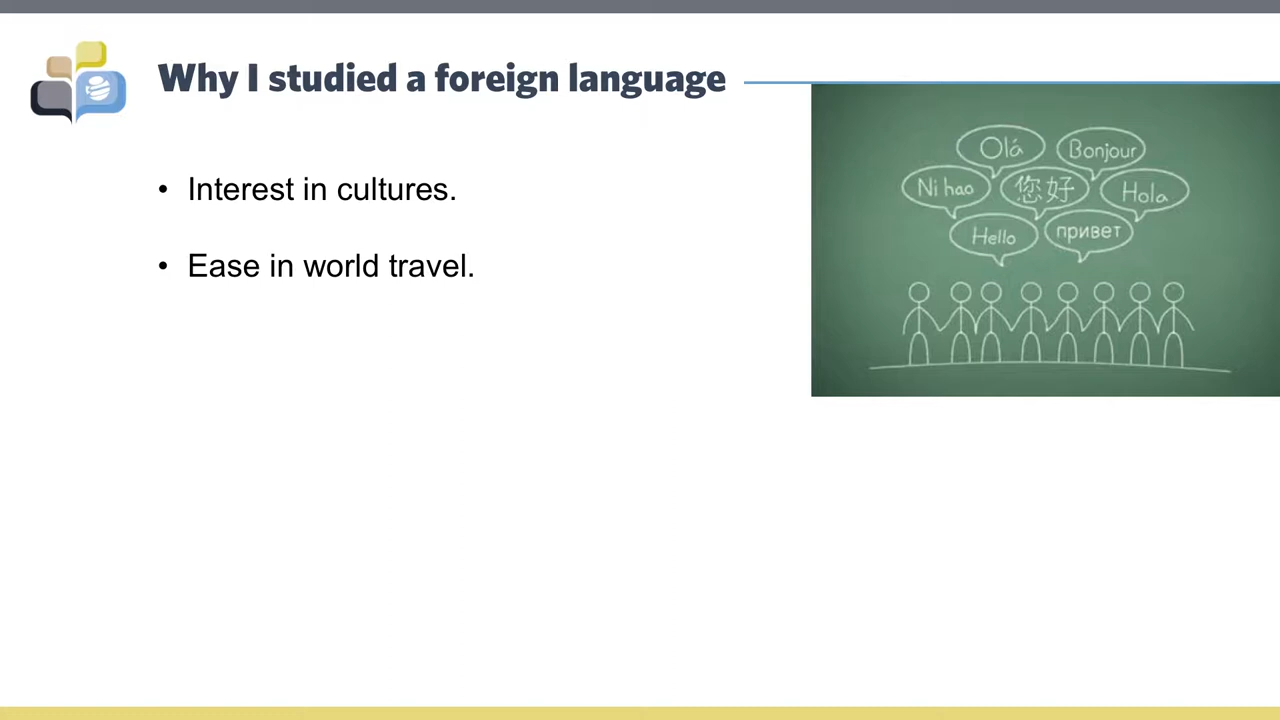 Why I studied a foreign language
• Interest in cultures.
• Ease in world travel.
Olá
Bonjour
Ni hao
您好
Hola
Hello
привет